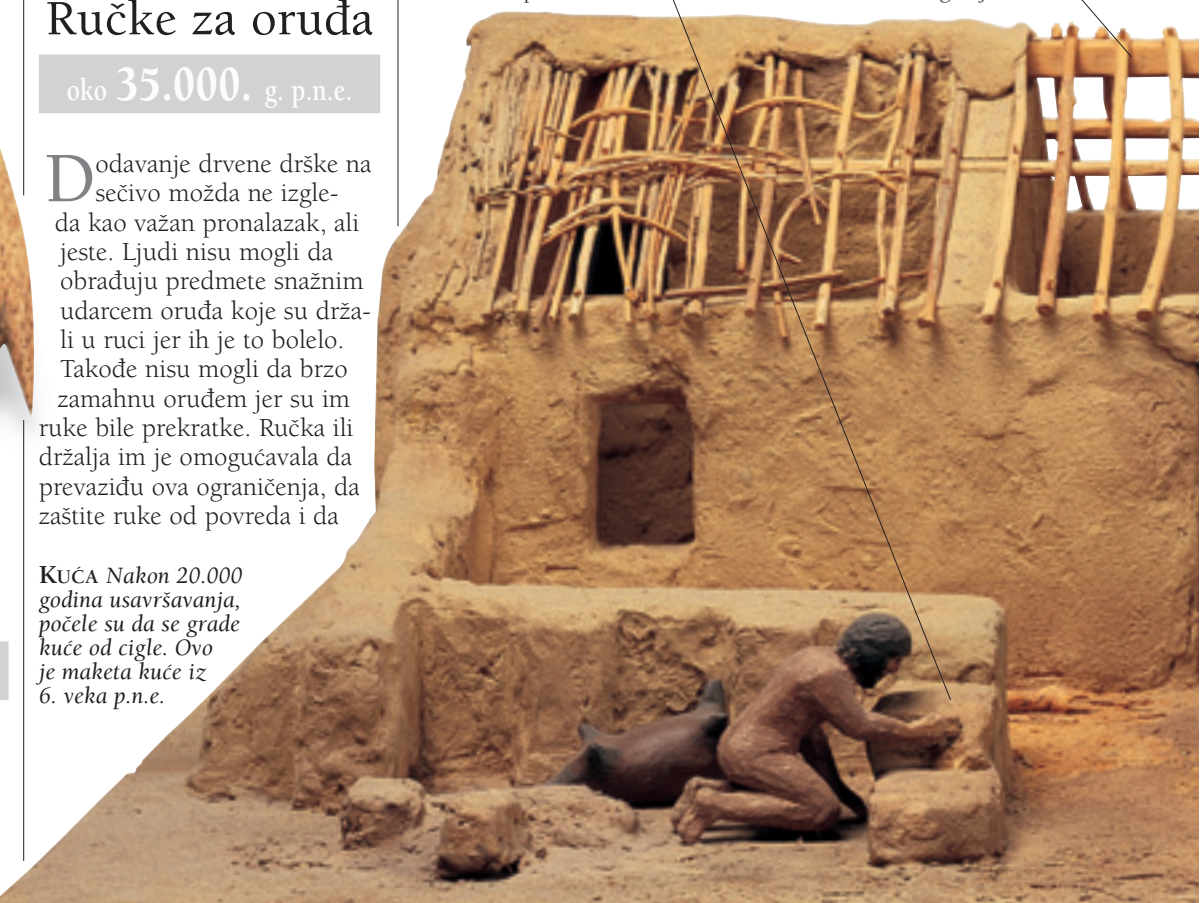 Ručke za oruđa
oko 35.000. g. p.n.e.
Dodavanje drvene drške na
sečivo možda ne izgle-
da kao važan pronalazak, ali
jeste. Ljudi nisu mogli da
obrađuju predmete snažnim
udarcem oruđa koje su drža-
li u ruci jer ih je to bolelo.
Takođe nisu mogli da brzo
zamahnu oruđem jer su im
ruke bile prekratke. Ručka ili
držalja im je omogućavala da
prevaziđu ova ograničenja, da
zaštite ruke od povreda i da
KUĆA Nakon 20.000
godina usavršavanja,
počele su da se grade
kuće od cigle. Ovo
je maketa kuće iz
6. veka p.n.e.